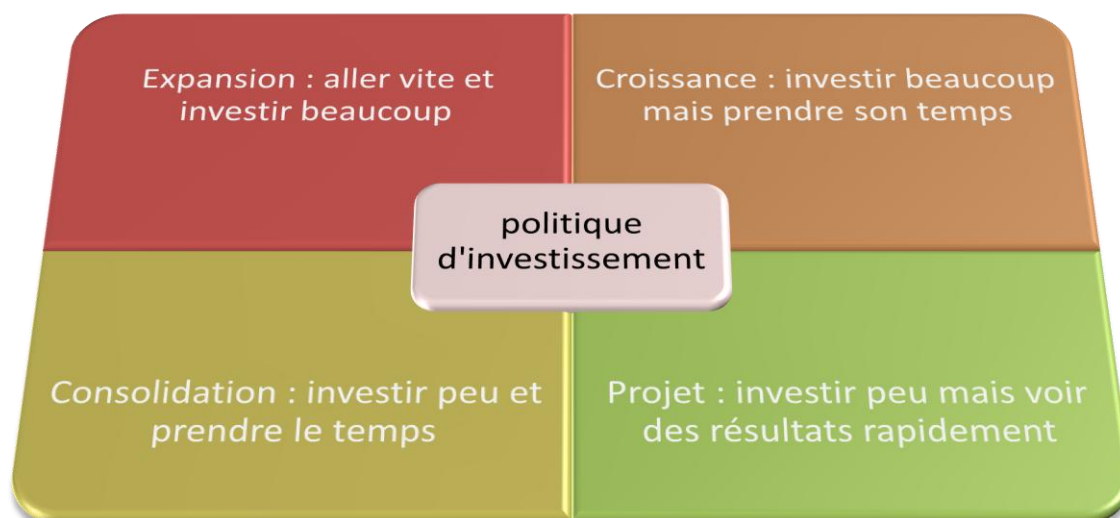 Expansion : aller vite et
investir beaucoup
Croissance : investir beaucoup
mais prendre son temps
politique
d'investissement
Consolidation : investir peu et
prendre le temps
Projet : investir peu mais voir
des résultats rapidement